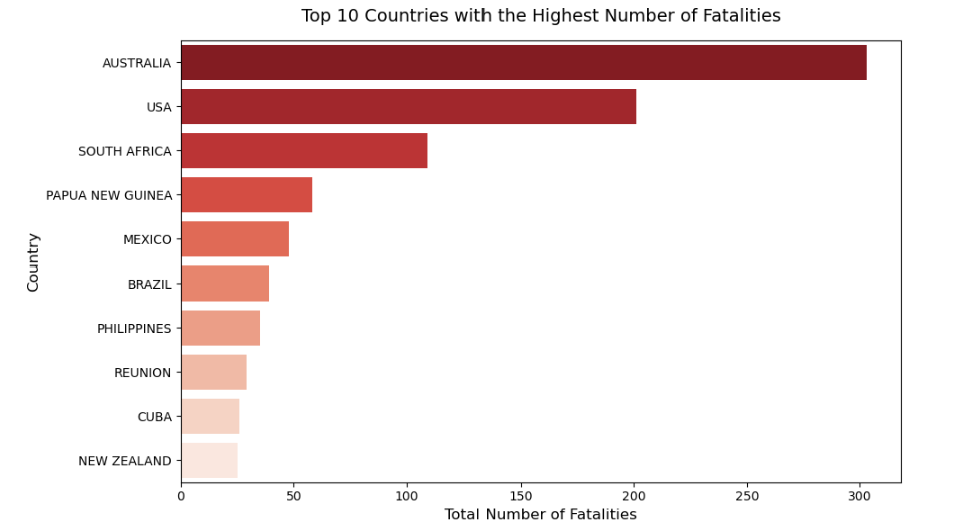 Top 10 Countries with the Highest Number of Fatalities
AUSTRALIA
USA
SOUTH AFRICA
PAPUA NEW GUINEA
MEXICO
BRAZIL
PHILIPPINES
REUNION
CUBA
NEW ZEALAND
Country
0 50 100 150 200 250 300
Total Number of Fatalities